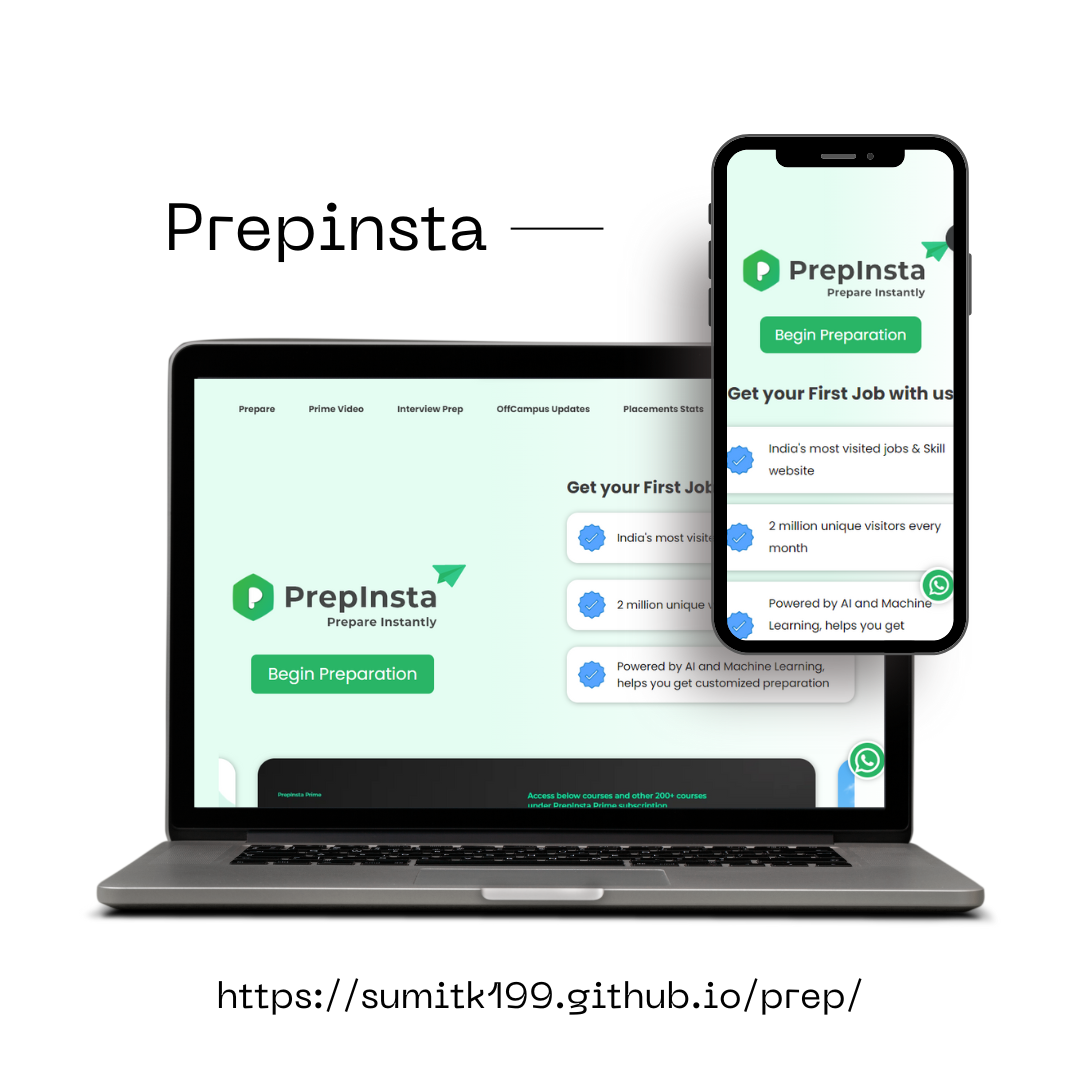 Prepinsta
Prepare
Prime Video
Interview Prep
OffCampus Updates
Placements Stats
PrepInsta
Prepare Instantly
Begin Preparation
Get your First Job
India's most visite
2 million unique v
Powered by AI and Machine Learning,
helps you get customized preparation
PrepInsta Prime
Access below courses and other 200+ courses
under PrepInsta Prime subscription
PrepInsta
Prepare Instantly
Begin Preparation
Get your First Job with us
India's most visited jobs & Skill
website
2 million unique visitors every
month
Powered by AI and Machine
Learning, helps you get
https://sumitk199.github.io/prep/